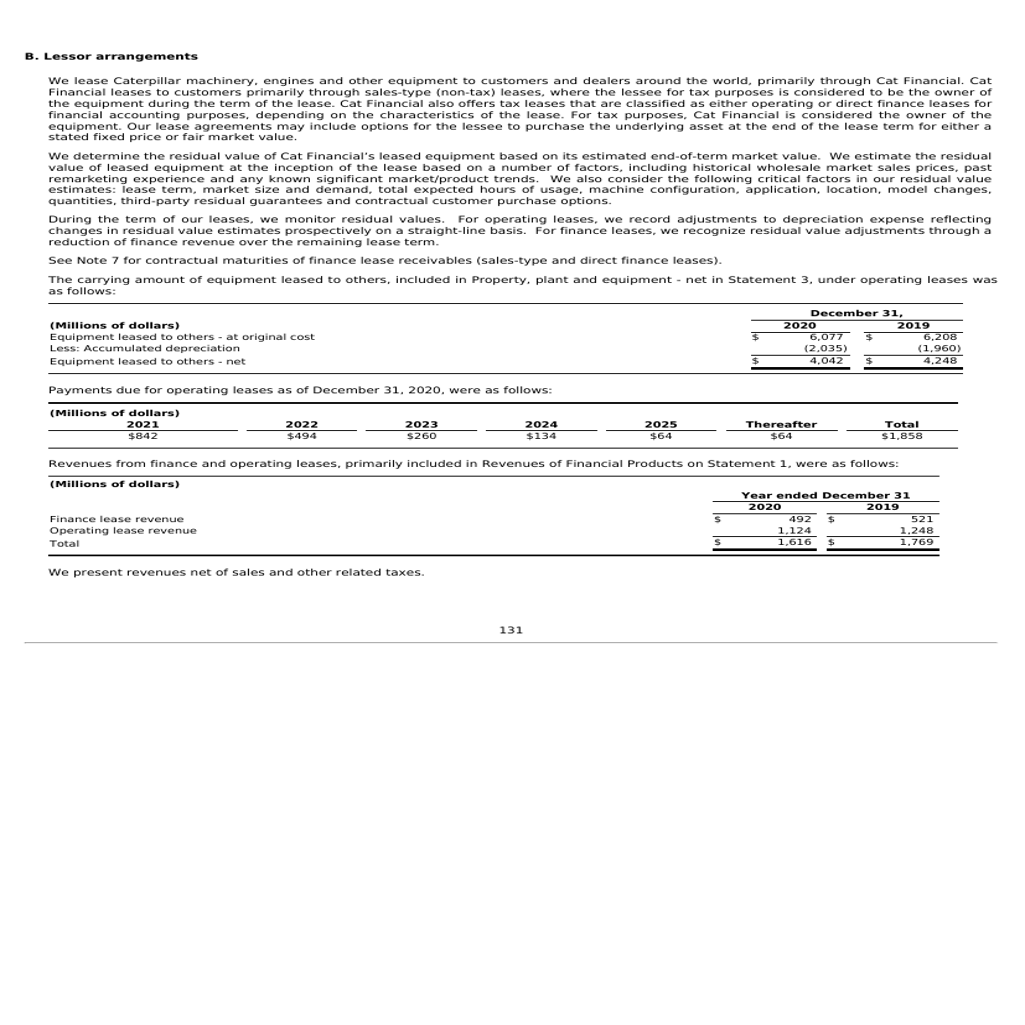 B. Lessor arrangements
We lease Caterpillar machinery, engines and other equipment to customers and dealers around the world, primarily through Cat Financial. Cat
Financial leases to customers primarily through sales-type (non-tax) leases, where the lessee for tax purposes is considered to be the owner of
the equipment during the term of the lease. Cat Financial also offers tax leases that are classified as either operating or direct finance leases for
financial accounting purposes, depending on the characteristics of the lease. For tax purposes, Cat Financial is considered the owner of the
equipment. Our lease agreements may include options for the lessee to purchase the underlying asset at the end of the lease term for either a
stated fixed price or fair market value.
We determine the residual value of Cat Financial’s leased equipment based on its estimated end-of-term market value. We estimate the residual
value of leased equipment at the inception of the lease based on a number of factors, including historical wholesale market sales prices, past
remarketing experience and any known significant market/product trends. We also consider the following critical factors in our residual value
estimates: lease term, market size and demand, total expected hours of usage, machine configuration, application, location, model changes,
quantities, third-party residual guarantees and contractual customer purchase options.
During the term of our leases, we monitor residual values. For operating leases, we record adjustments to depreciation expense reflecting
changes in residual value estimates prospectively on a straight-line basis. For finance leases, we recognize residual value adjustments through a
reduction of finance revenue over the remaining lease term.
See Note 7 for contractual maturities of finance lease receivables (sales-type and direct finance leases).
The carrying amount of equipment leased to others, included in Property, plant and equipment - net in Statement 3, under operating leases was
as follows:
December 31,
(Millions of dollars) 2020 2019
Equipment leased to others - at original cost $ 6,077 $ 6,208
Less: Accumulated depreciation (2,035) (1,960)
Equipment leased to others - net $ 4,042 $ 4,248
Payments due for operating leases as of December 31, 2020, were as follows:
(Millions of dollars)
2021 2022 2023 2024 2025 Thereafter Total
$842 $494 $260 $134 $64 $64 $1,858
Revenues from finance and operating leases, primarily included in Revenues of Financial Products on Statement 1, were as follows:
(Millions of dollars)
Year ended December 31
2020 2019
Finance lease revenue $ 492 $ 521
Operating lease revenue 1,124 1,248
Total $ 1,616 $ 1,769
We present revenues net of sales and other related taxes.
131